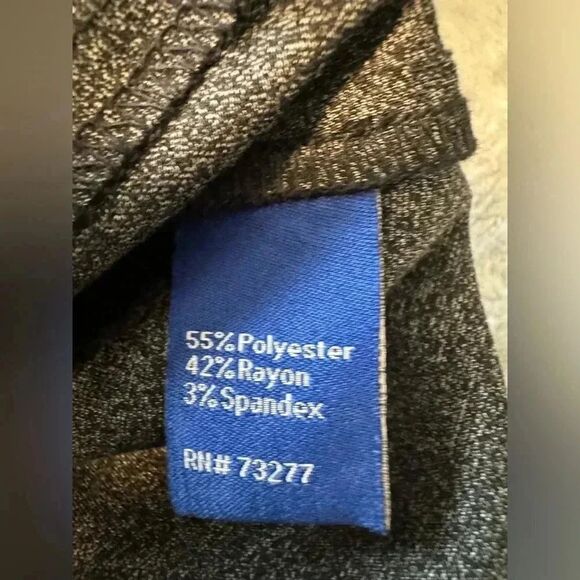 55%Polyester
42%Rayon
3%Spandex
RN# 73277